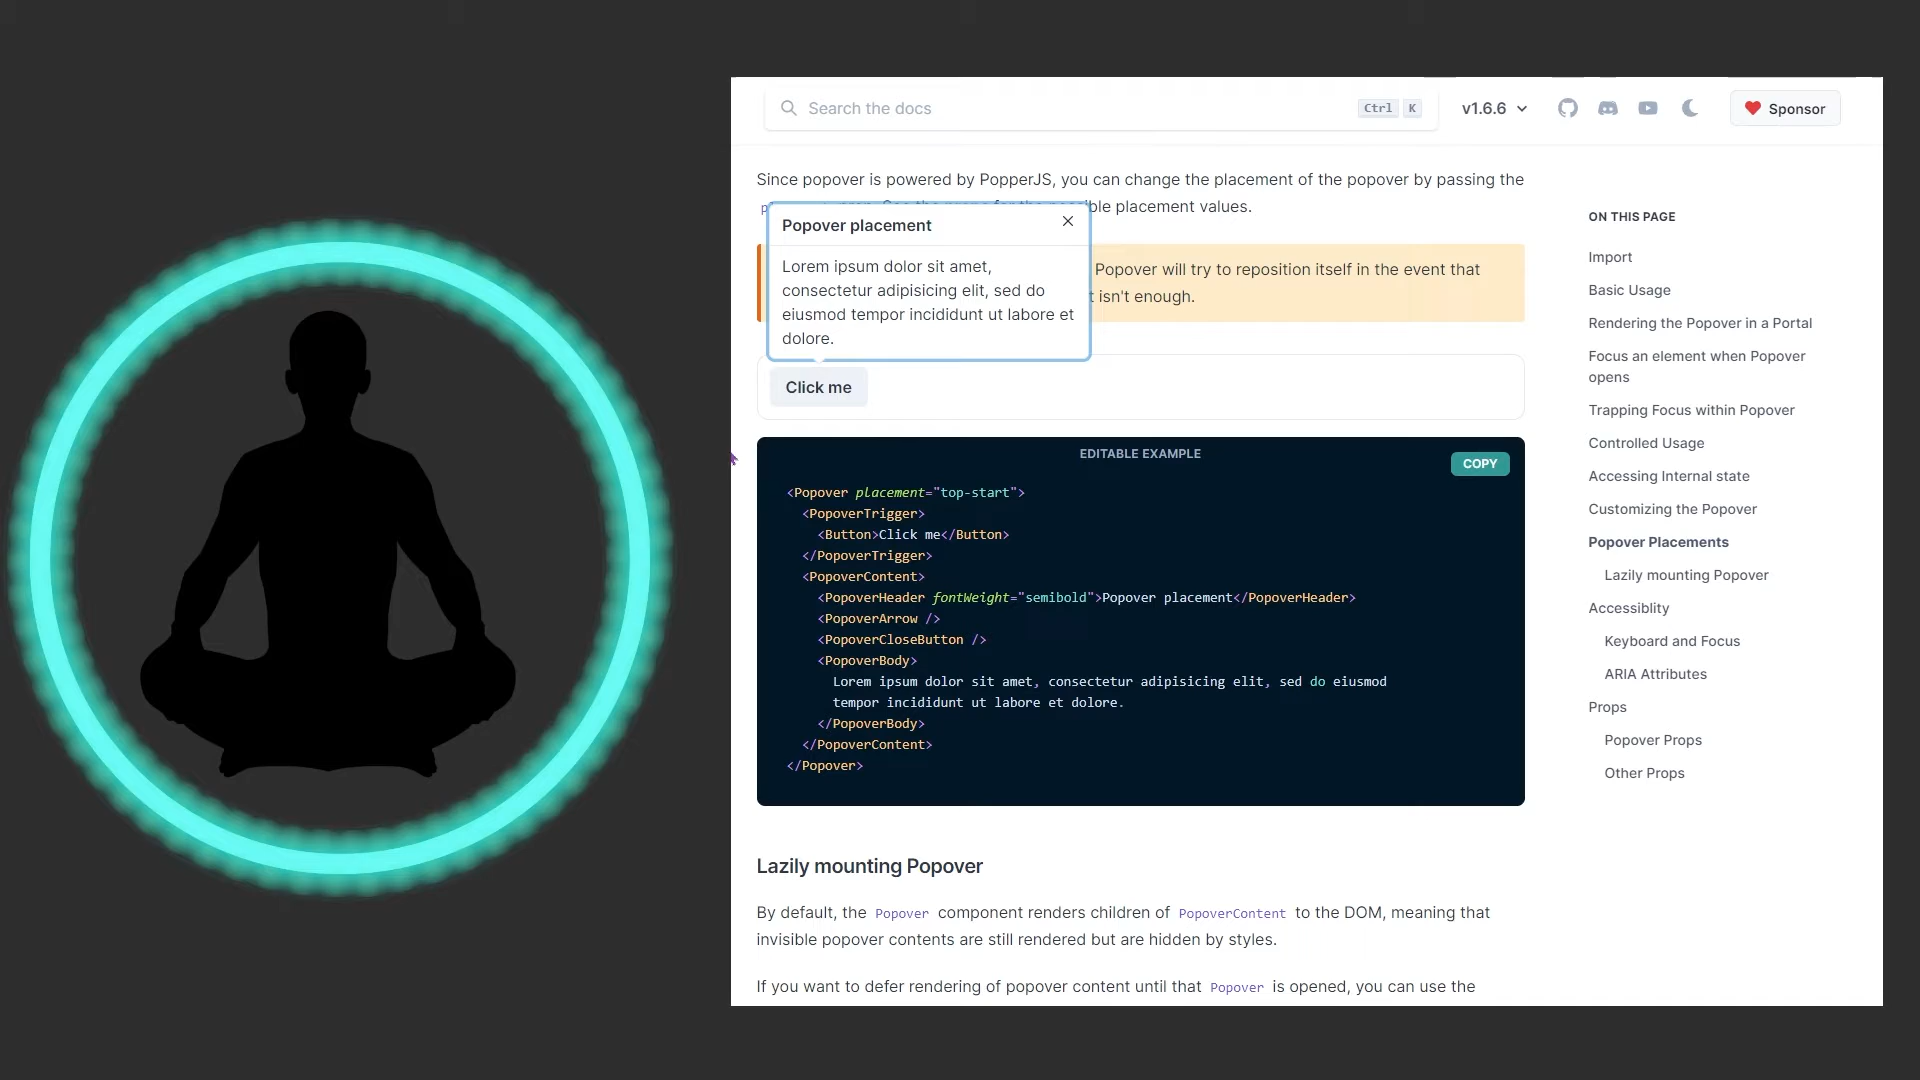 Search the docs
Ctrl K
v1.6.6
Sponsor
Since popover is powered by PopperJS, you can change the placement of the popover by passing the
possible placement values.
Popover placement
Lorem ipsum dolor sit amet,
consectetur adipisicing elit, sed do
eiusmod tempor incididunt ut labore et
dolore.
Popover will try to reposition itself in the event that
isn't enough.
Click me
EDITABLE EXAMPLE
COPY
<Popover placement="top-start">
<PopoverTrigger>
<Button>Click me</Button>
</PopoverTrigger>
<PopoverContent>
<PopoverHeader fontWeight="semibold">Popover placement</PopoverHeader>
<PopoverArrow />
<PopoverCloseButton />
<PopoverBody>
Lorem ipsum dolor sit amet, consectetur adipisicing elit, sed do eiusmod
tempor incididunt ut labore et dolore.
</PopoverBody>
</PopoverContent>
</Popover>
Lazily mounting Popover
By default, the Popover component renders children of PopoverContent to the DOM, meaning that
invisible popover contents are still rendered but are hidden by styles.
If you want to defer rendering of popover content until that Popover is opened, you can use the
ON THIS PAGE
Import
Basic Usage
Rendering the Popover in a Portal
Focus an element when Popover
opens
Trapping Focus within Popover
Controlled Usage
Accessing Internal state
Customizing the Popover
Popover Placements
Lazily mounting Popover
Accessiblity
Keyboard and Focus
ARIA Attributes
Props
Popover Props
Other Props